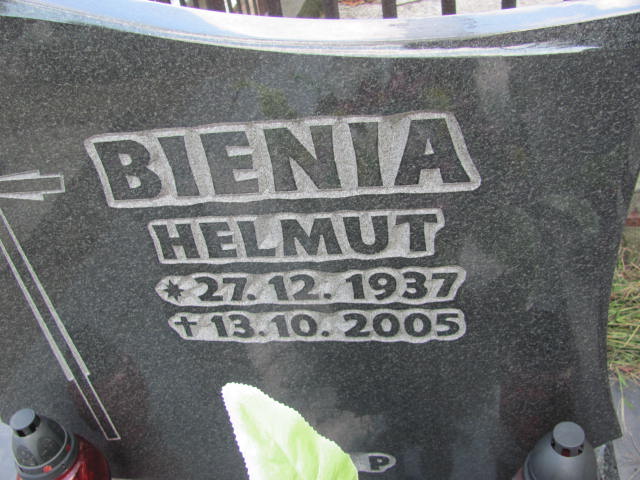 BIENIA
HELMUT
* 27. 12. 1937
† 13. 10. 2005
P